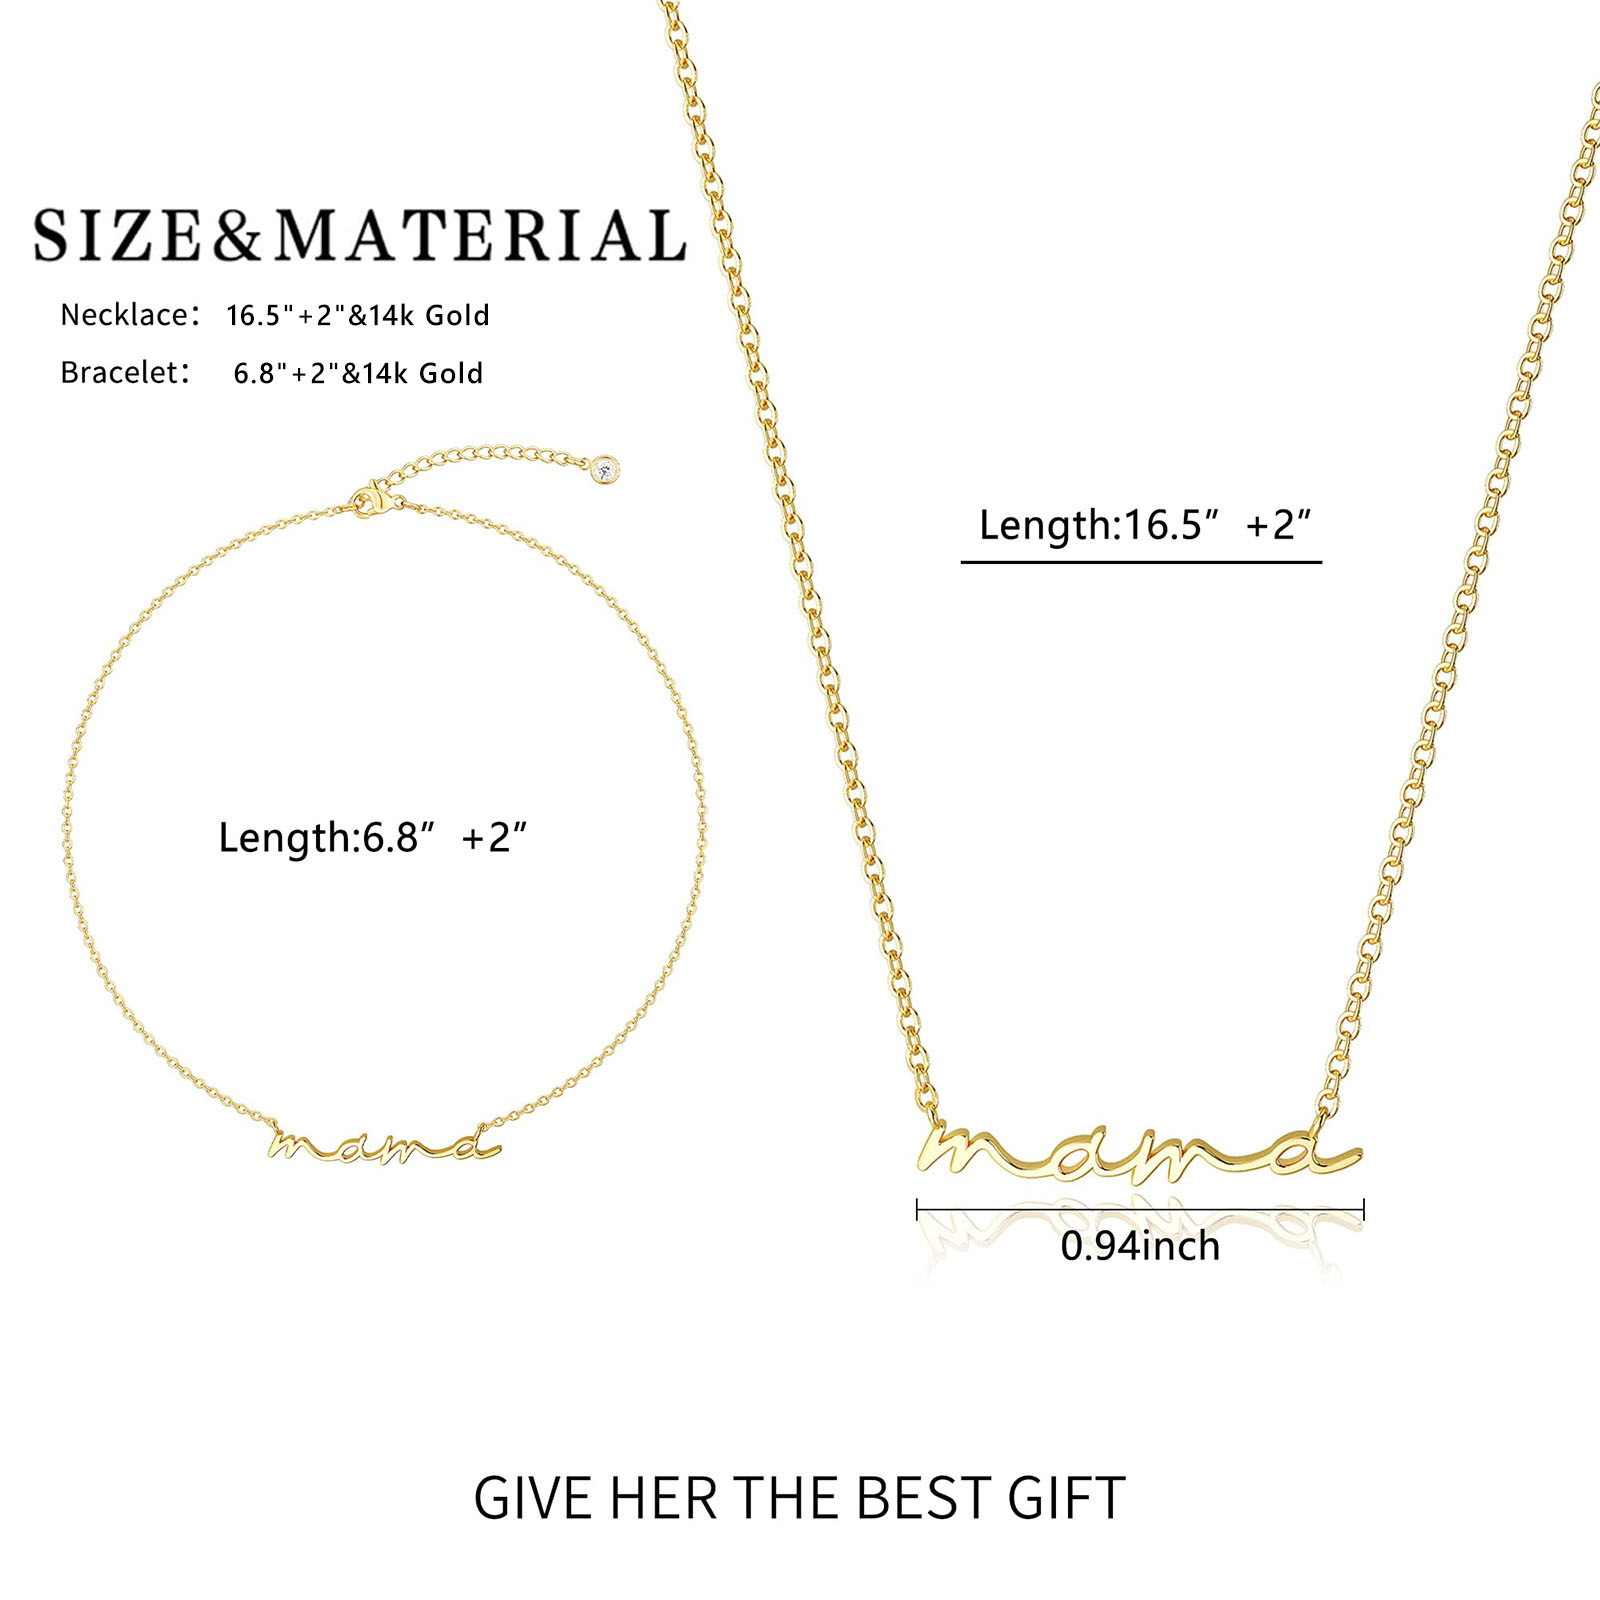 SIZE&MATERIAL
Necklace: 16.5"+2"&14k Gold
Bracelet: 6.8"+2"&14k Gold
Length:16.5” +2”
Length:6.8” +2”
mama
mama
0.94inch
GIVE HER THE BEST GIFT